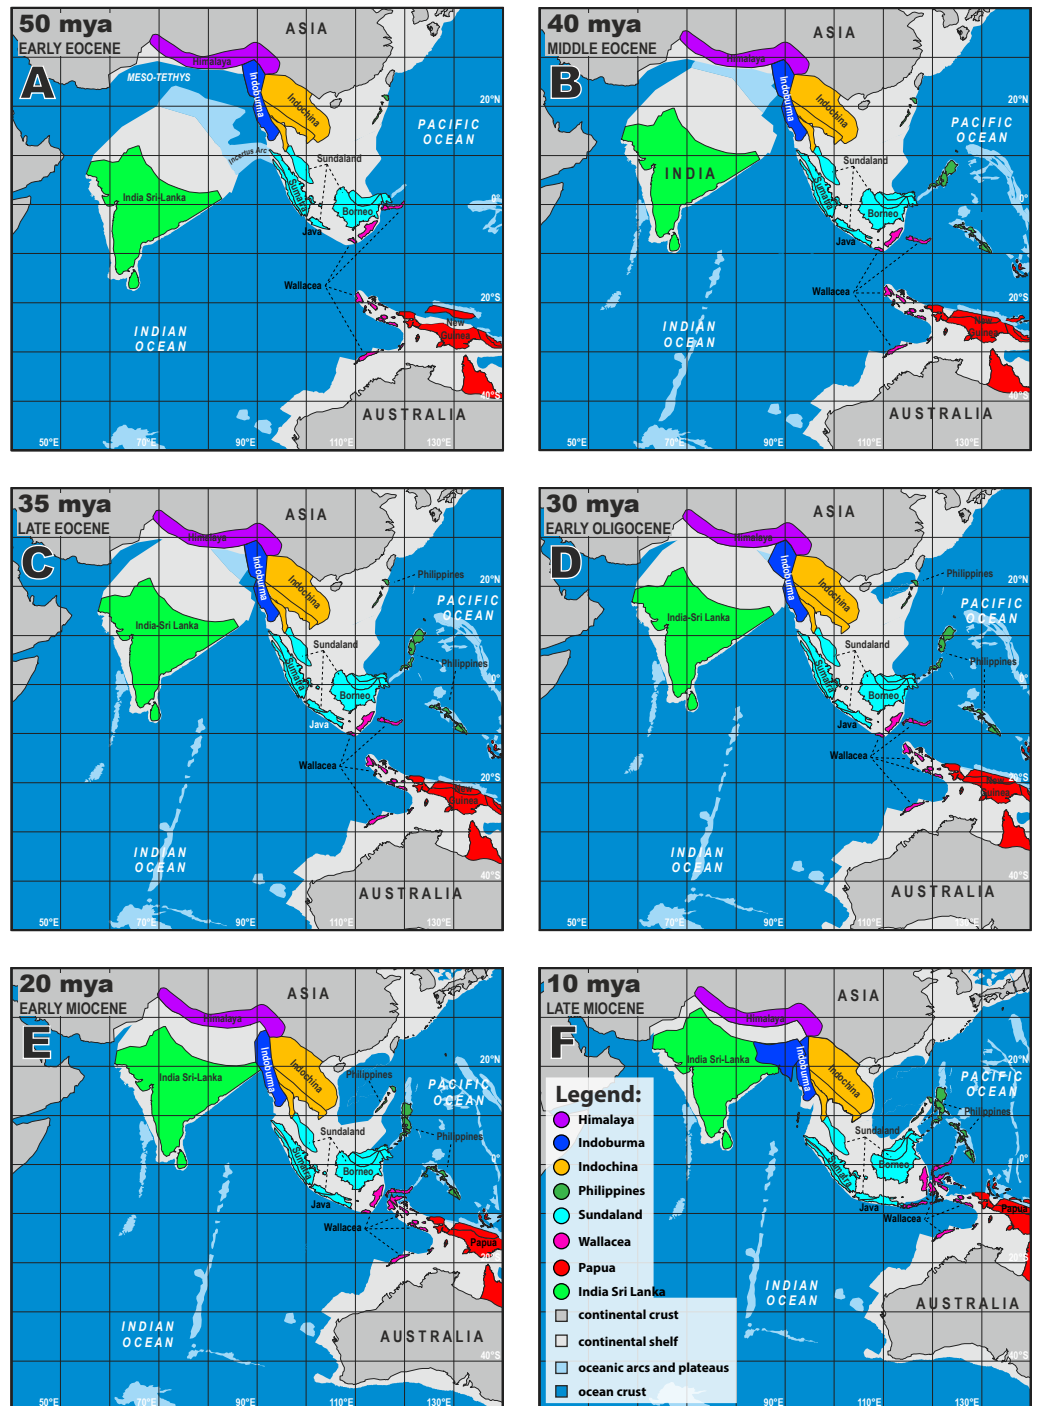 50 mya
EARLY EOCENE
A
ASIA
Himalaya
MESO-TETHYS
Indoburma
Indochina
20°N
PACIFIC
OCEAN
Incertus Arc
Sundaland
India Sri-Lanka
Sumatra
Borneo
0°
Java
Wallacea
20°S
New
Guinea
INDIAN
OCEAN
40°S
AUSTRALIA
50°E
70°E
90°E
110°E
130°E
40 mya
MIDDLE EOCENE
B
ASIA
Himalaya
Indoburma
Indochina
20°N
PACIFIC
OCEAN
INDIA
Sundaland
Sumatra
Borneo
0°
Java
Wallacea
20°S
New
Guinea
INDIAN
OCEAN
40°S
AUSTRALIA
50°E
70°E
90°E
110°E
130°E
35 mya
LATE EOCENE
C
ASIA
Himalaya
Indoburma
Indochina
Philippines
20°N
PACIFIC
OCEAN
India-Sri Lanka
Sundaland
Philippines
Sumatra
0°
Borneo
Java
Wallacea
20°S
New
Guinea
INDIAN
OCEAN
40°S
AUSTRALIA
50°E
70°E
90°E
110°E
130°E
30 mya
EARLY OLIGOCENE
D
ASIA
Himalaya
Indoburma
Indochina
Philippines
20°N
PACIFIC
OCEAN
India-Sri Lanka
Sundaland
Philippines
Sumatra
0°
Borneo
Java
Wallacea
20°S
New
Guinea
INDIAN
OCEAN
40°S
AUSTRALIA
50°E
70°E
90°E
110°E
130°E
20 mya
EARLY MIOCENE
E
ASIA
Himalaya
Indoburma
Indochina
20°N
India Sri-Lanka
Philippines
PACIFIC
OCEAN
Sundaland
Philippines
Sumatra
Borneo
0°
Java
Wallacea
Papua
20°S
INDIAN
OCEAN
AUSTRALIA
40°S
50°E
70°E
90°E
110°E
130°E
10 mya
LATE MIOCENE
F
ASIA
Himalaya
India Sri-Lanka
Indoburma
Indochina
20°N
PACIFIC
OCEAN
Philippines
Sundaland
Sumatra
Borneo
0°
Java
Wallacea
Papua
20°S
INDIAN
OCEAN
AUSTRALIA
40°S
90°E
110°E
130°E
Legend:
Himalaya
Indoburma
Indochina
Philippines
Sundaland
Wallacea
Papua
India Sri Lanka
continental crust
continental shelf
oceanic arcs and plateaus
ocean crust